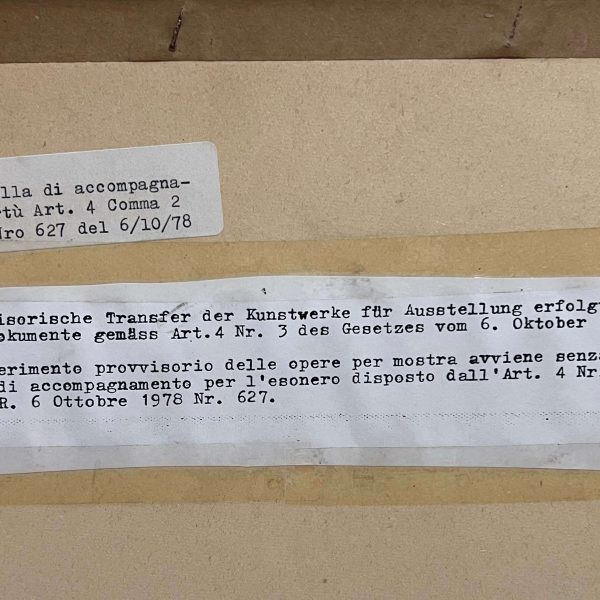 lla di accompagna-
rtù Art. 4 Comma 2
Nro 627 del 6/10/78
isorische Transfer der Kunstwerke für Ausstellung erfolgt
okumente gemäss Art.4 Nr. 3 des Gesetzes vom 6. Oktober
erimento provvisorio delle opere per mostra avviene senza
di accompagnamento per l'esonero disposto dall'Art. 4 Nr.
R. 6 Ottobre 1978 Nr. 627.